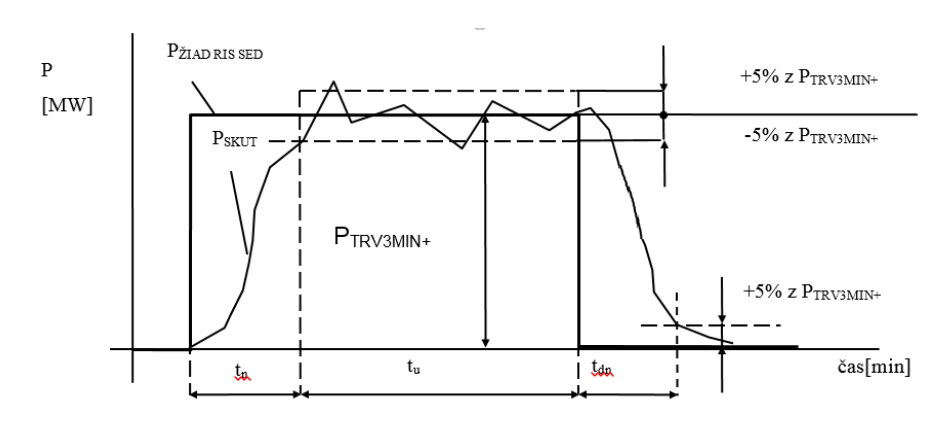 PŽIAD RIS SED
P
[MW]
+5% z PTRV3MIN+
PSKUT
-5% z PTRV3MIN+
PTRV3MIN+
+5% z PTRV3MIN+
tn
tu
tdn
čas[min]